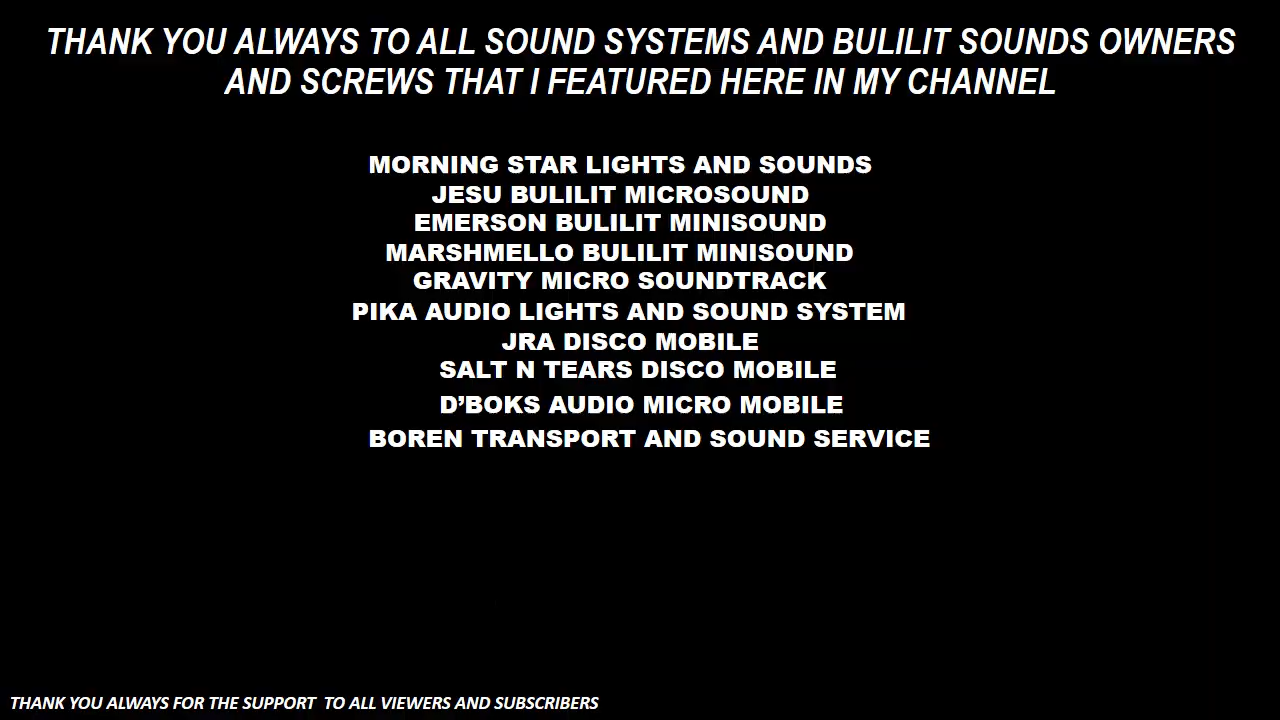 THANK YOU ALWAYS TO ALL SOUND SYSTEMS AND BULILIT SOUNDS OWNERS
AND SCREWS THAT I FEATURED HERE IN MY CHANNEL
MORNING STAR LIGHTS AND SOUNDS
JESU BULILIT MICROSOUND
EMERSON BULILIT MINISOUND
MARSHMELLO BULILIT MINISOUND
GRAVITY MICRO SOUNDTRACK
PIKA AUDIO LIGHTS AND SOUND SYSTEM
JRA DISCO MOBILE
SALT N TEARS DISCO MOBILE
D’BOKS AUDIO MICRO MOBILE
BOREN TRANSPORT AND SOUND SERVICE
THANK YOU ALWAYS FOR THE SUPPORT  TO ALL VIEWERS AND SUBSCRIBERS